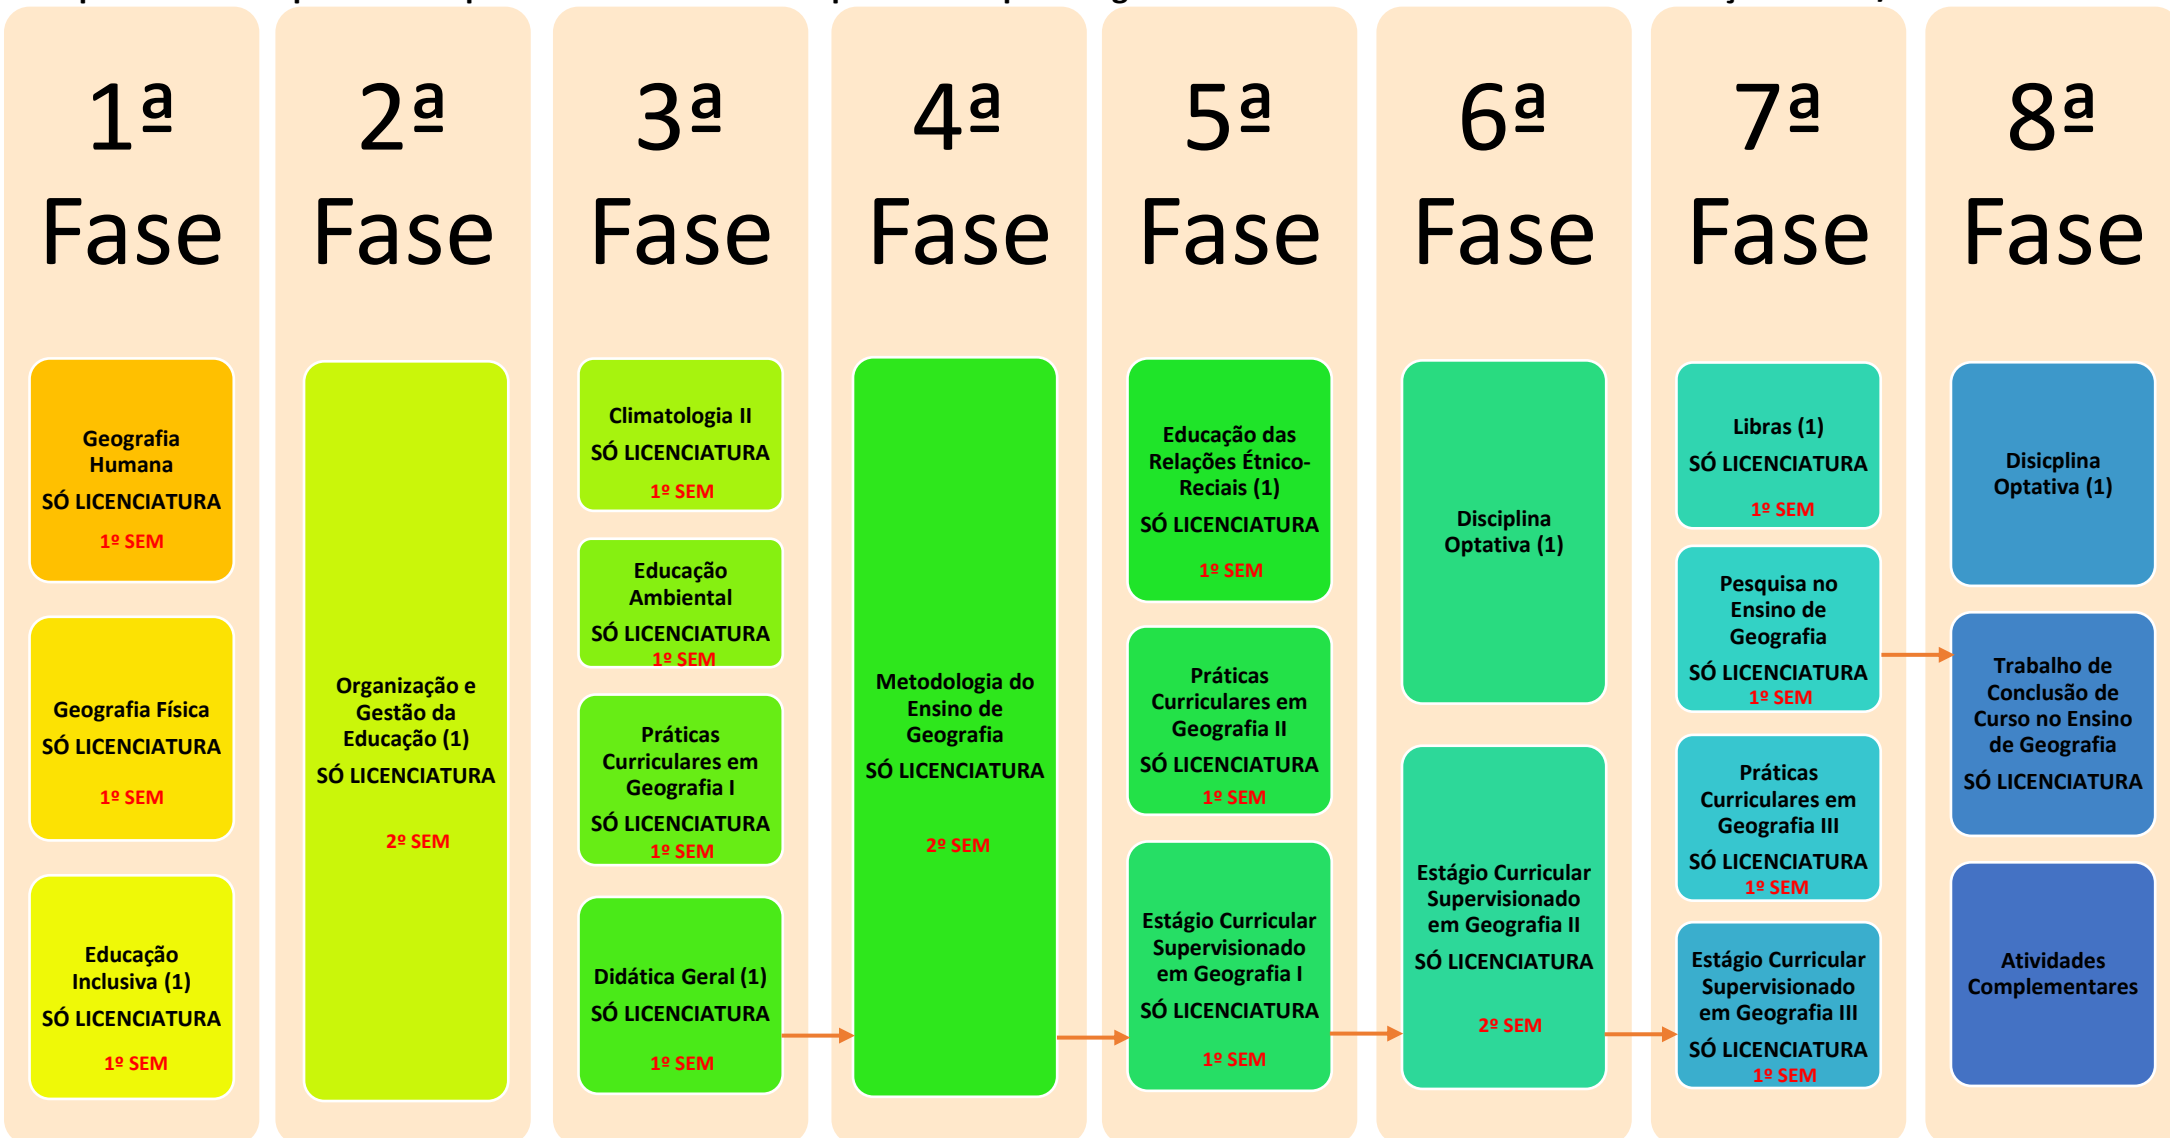 1ª
Fase
Geografia
Humana
SÓ LICENCIATURA
1º SEM
Geografia Física
SÓ LICENCIATURA
1º SEM
Educação
Inclusiva (1)
SÓ LICENCIATURA
1º SEM
2ª
Fase
Organização e
Gestão da
Educação (1)
SÓ LICENCIATURA
2º SEM
3ª
Fase
Climatologia II
SÓ LICENCIATURA
1º SEM
Educação
Ambiental
SÓ LICENCIATURA
1º SEM
Práticas
Curriculares em
Geografia I
SÓ LICENCIATURA
1º SEM
Didática Geral (1)
SÓ LICENCIATURA
1º SEM
4ª
Fase
Metodologia do
Ensino de
Geografia
SÓ LICENCIATURA
2º SEM
5ª
Fase
Educação das
Relações Étnico-
Reciais (1)
SÓ LICENCIATURA
1º SEM
Práticas
Curriculares em
Geografia II
SÓ LICENCIATURA
1º SEM
Estágio Curricular
Supervisionado
em Geografia I
SÓ LICENCIATURA
1º SEM
6ª
Fase
Disciplina
Optativa (1)
Estágio Curricular
Supervisionado
em Geografia II
SÓ LICENCIATURA
2º SEM
7ª
Fase
Libras (1)
SÓ LICENCIATURA
1º SEM
Pesquisa no
Ensino de
Geografia
SÓ LICENCIATURA
1º SEM
Práticas
Curriculares em
Geografia III
SÓ LICENCIATURA
1º SEM
Estágio Curricular
Supervisionado
em Geografia III
SÓ LICENCIATURA
1º SEM
8ª
Fase
Disicplina
Optativa (1)
Trabalho de
Conclusão de
Curso no Ensino
de Geografia
SÓ LICENCIATURA
Atividades
Complementares